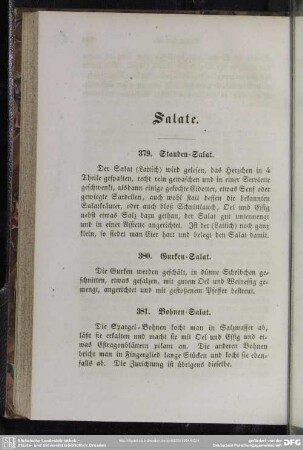 Salate.
379. Stauden-Salat.
Der Salat (Lattich) wird gelesen, das Herzchen in 4
Theile gespalten, recht rein gewaschen und in einer Serviette
geschwenkt, alsdann einige gekochte Eidotter, etwas Senf oder
gewiegte Sardellen, auch wohl statt dessen die bekannten
Salatkräuter, oder auch bloß Schnittlauch, Oel und Essig
nebst etwas Salz dazu gethan, der Salat gut untermengt
und in einer Assiette angerichtet. Ist der (Lattich) noch ganz
klein, so siedet man Eier hart und belegt den Salat damit.
380. Gurken-Salat.
Die Gurken werden geschält, in dünne Scheibchen ge-
schnitten, etwas gesalzen, mit gutem Oel und Weinessig ge-
mengt, angerichtet und mit gestoßenem Pfeffer bestreut.
381. Bohnen-Salat.
Die Spargel-Bohnen kocht man in Salzwasser ab,
läßt sie erkalten und macht sie mit Oel und Essig und et-
was Estragonblättern pikant an. Die anderen Bohnen
bricht man in Fingerglied lange Stücken und kocht sie eben-
falls ab. Die Zurichtung ist übrigens dieselbe.
gefördert von der
Deutschen Forschungsgemeinschaft